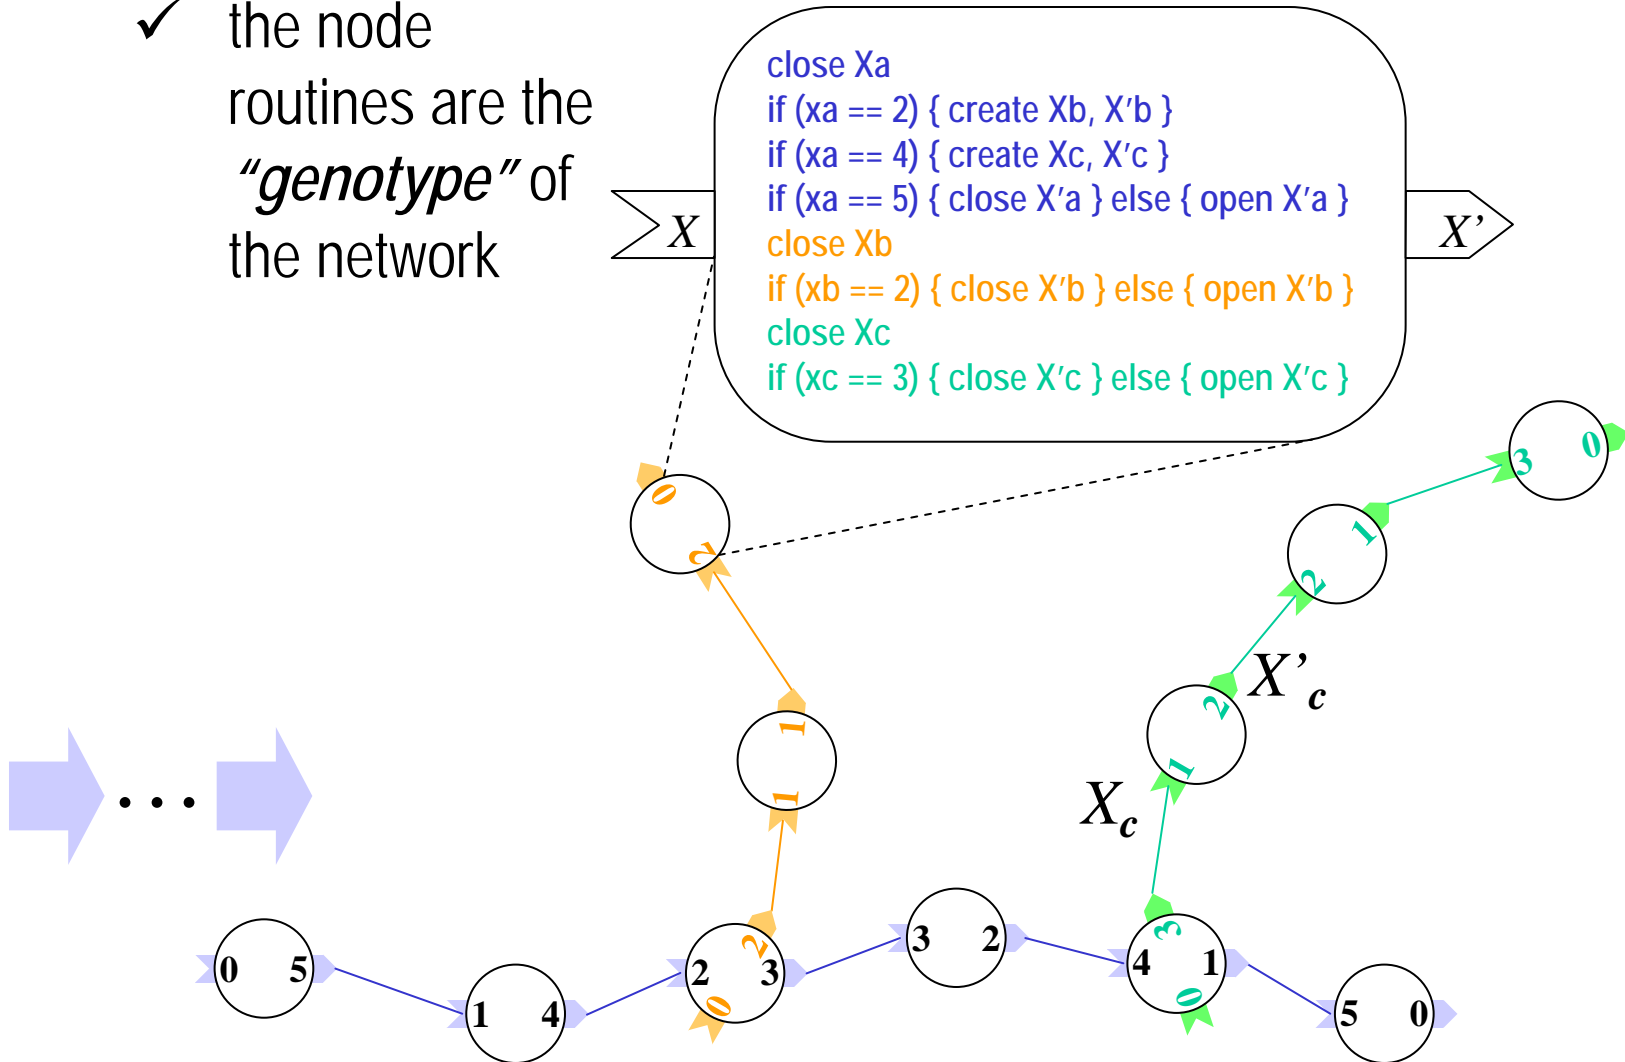 ✓ the node
routines are the
“genotype” of
the network
close Xa
if (xa == 2) { create Xb, X’b }
if (xa == 4) { create Xc, X’c }
if (xa == 5) { close X’a } else { open X’a }
close Xb
if (xb == 2) { close X’b } else { open X’b }
close Xc
if (xc == 3) { close X’c } else { open X’c }
X
X’
0
2
1
1
2
0
3 0
1
2
X’c
2
1
Xc
3
0
...
0 5
1 4
2 3
3 2
4 1
5 0